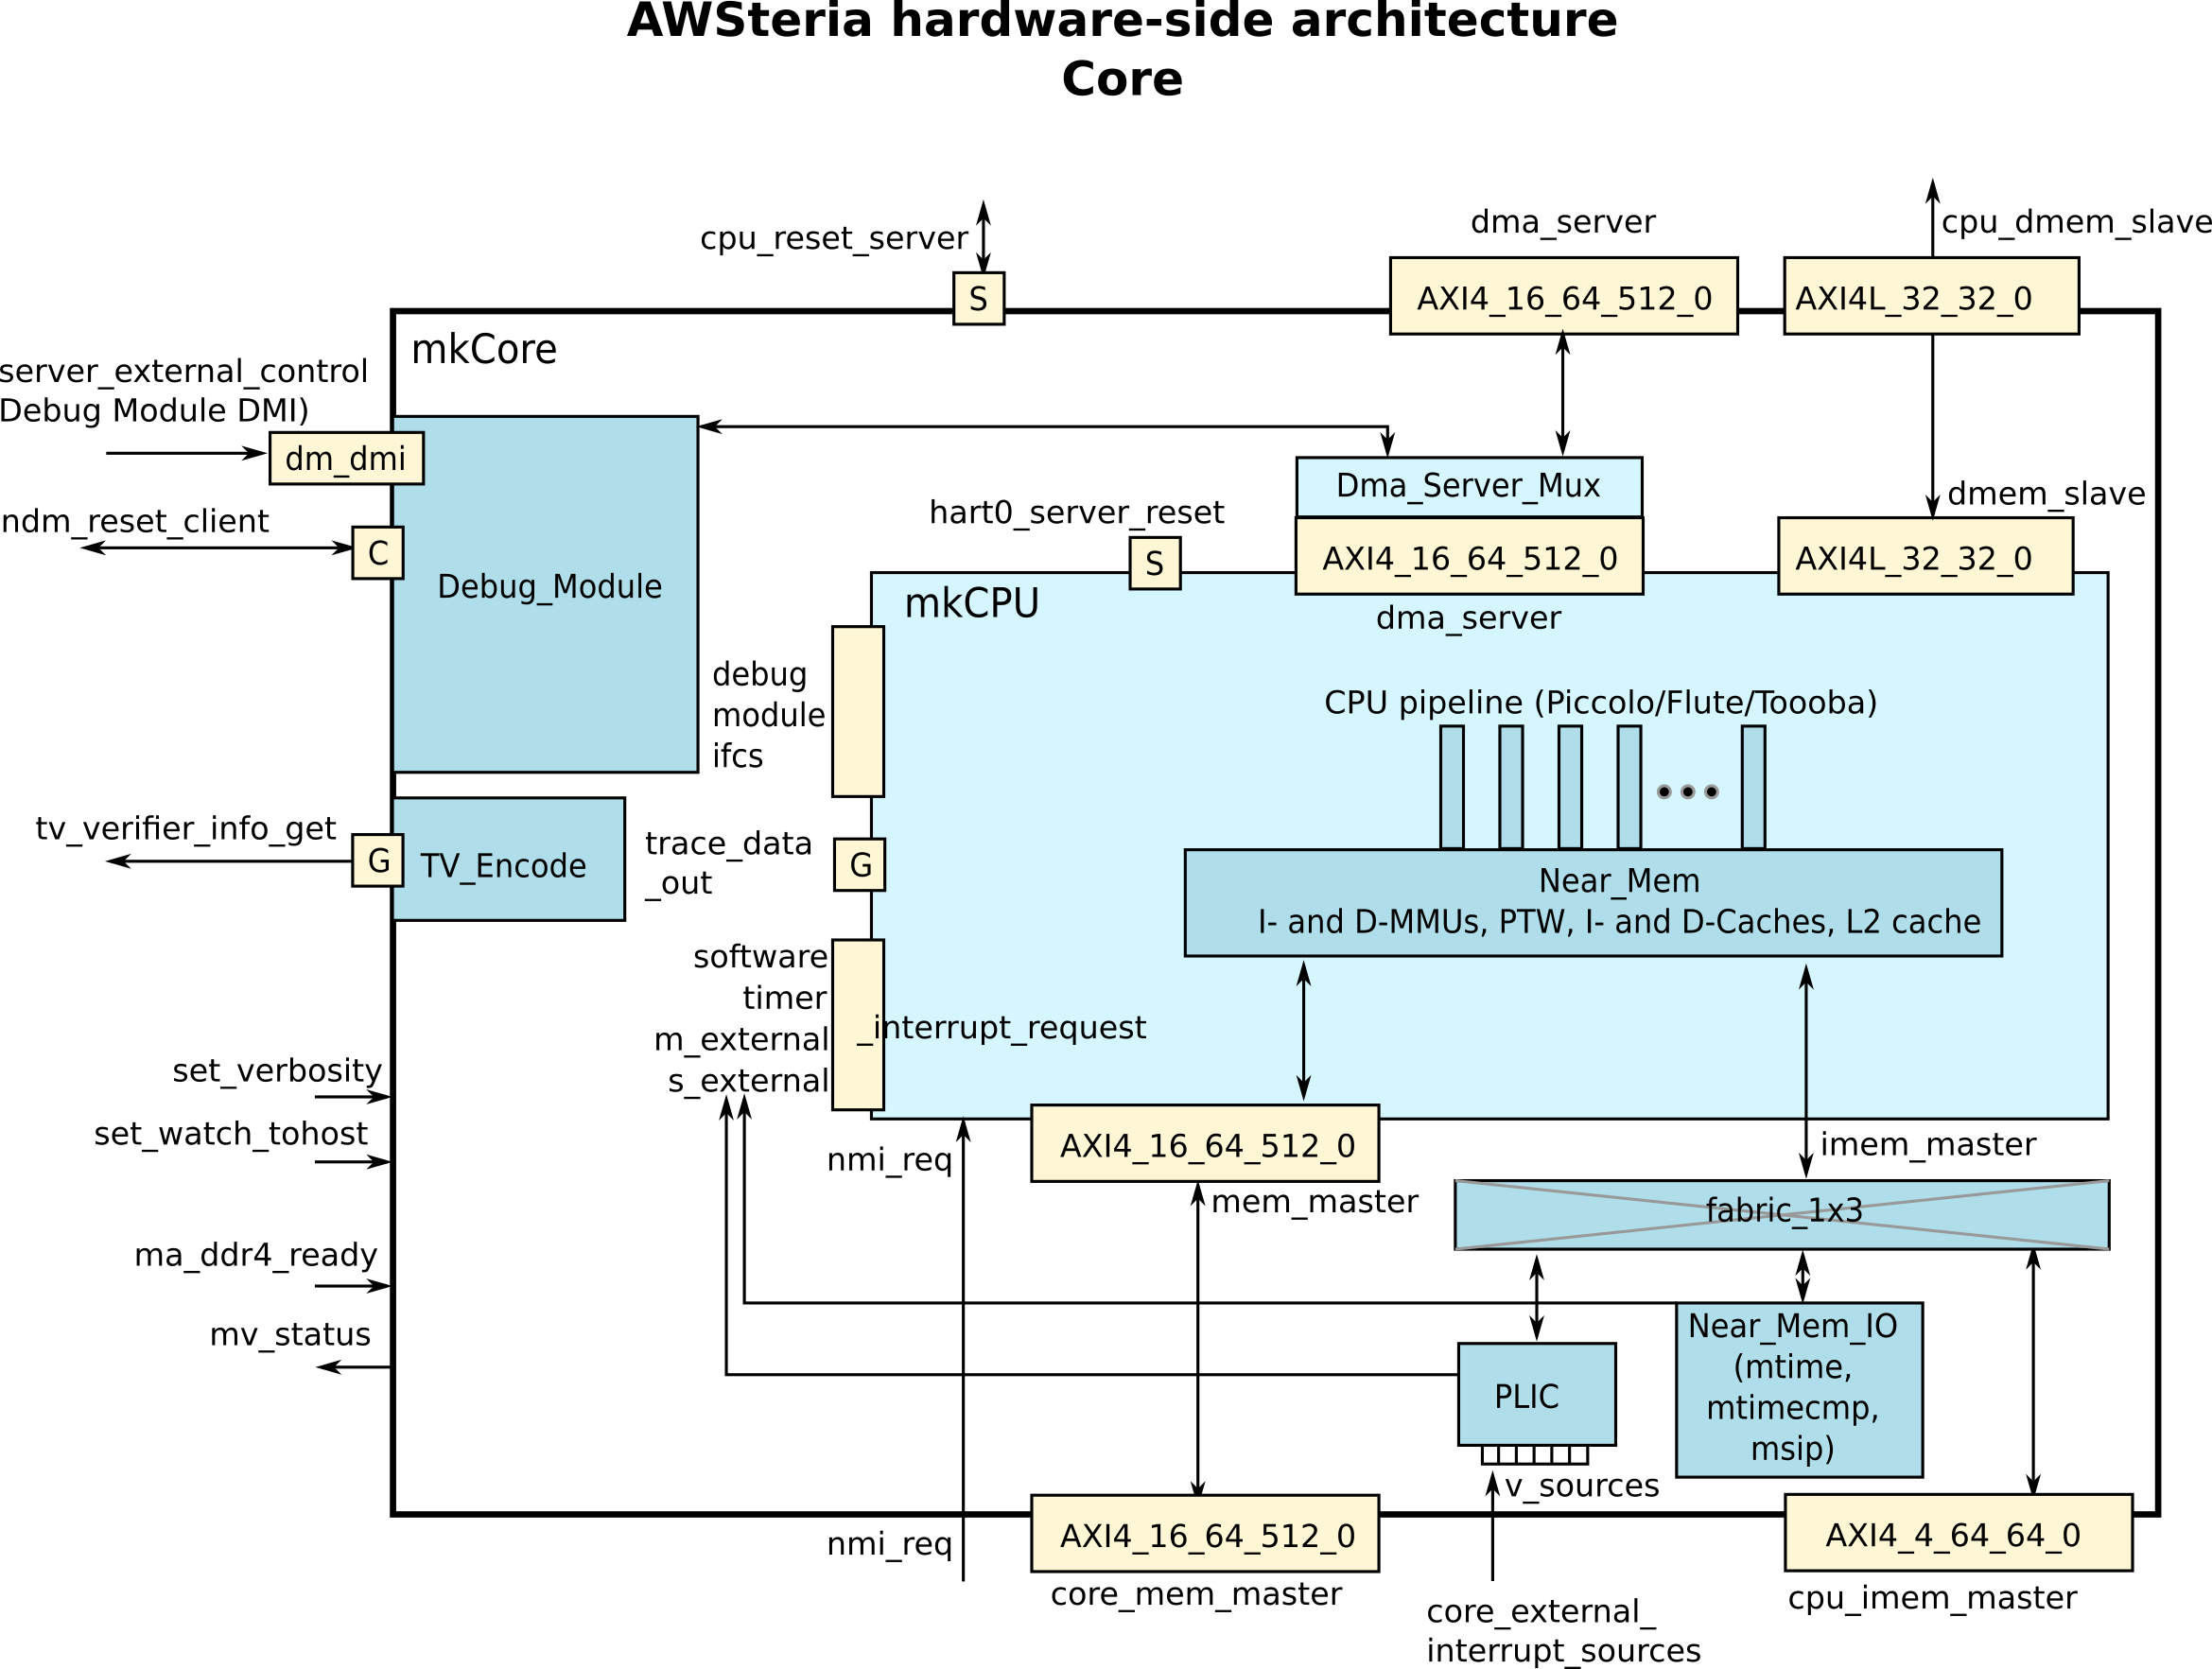 AWSteria hardware-side architecture
Core
cpu_reset_server
dma_server
cpu_dmem_slave
S
AXI4_16_64_512_0
AXI4L_32_32_0
mkCore
server_external_control
Debug Module DMI)
dm_dmi
ndm_reset_client
C
Debug_Module
Dma_Server_Mux
dmem_slave
hart0_server_reset
S
AXI4_16_64_512_0
AXI4L_32_32_0
mkCPU
dma_server
debug
module
ifcs
CPU pipeline (Piccolo/Flute/Toooba)
tv_verifier_info_get
G
TV_Encode
trace_data
_out
G
Near_Mem
I- and D-MMUs, PTW, I- and D-Caches, L2 cache
software
timer
m_external
s_external
_interrupt_request
set_verbosity
set_watch_tohost
nmi_req
AXI4_16_64_512_0
mem_master
imem_master
fabric_1x3
ma_ddr4_ready
mv_status
Near_Mem_IO
(mtime,
mtimecmp,
msip)
PLIC
v_sources
nmi_req
AXI4_16_64_512_0
core_mem_master
AXI4_4_64_64_0
cpu_imem_master
core_external_
interrupt_sources